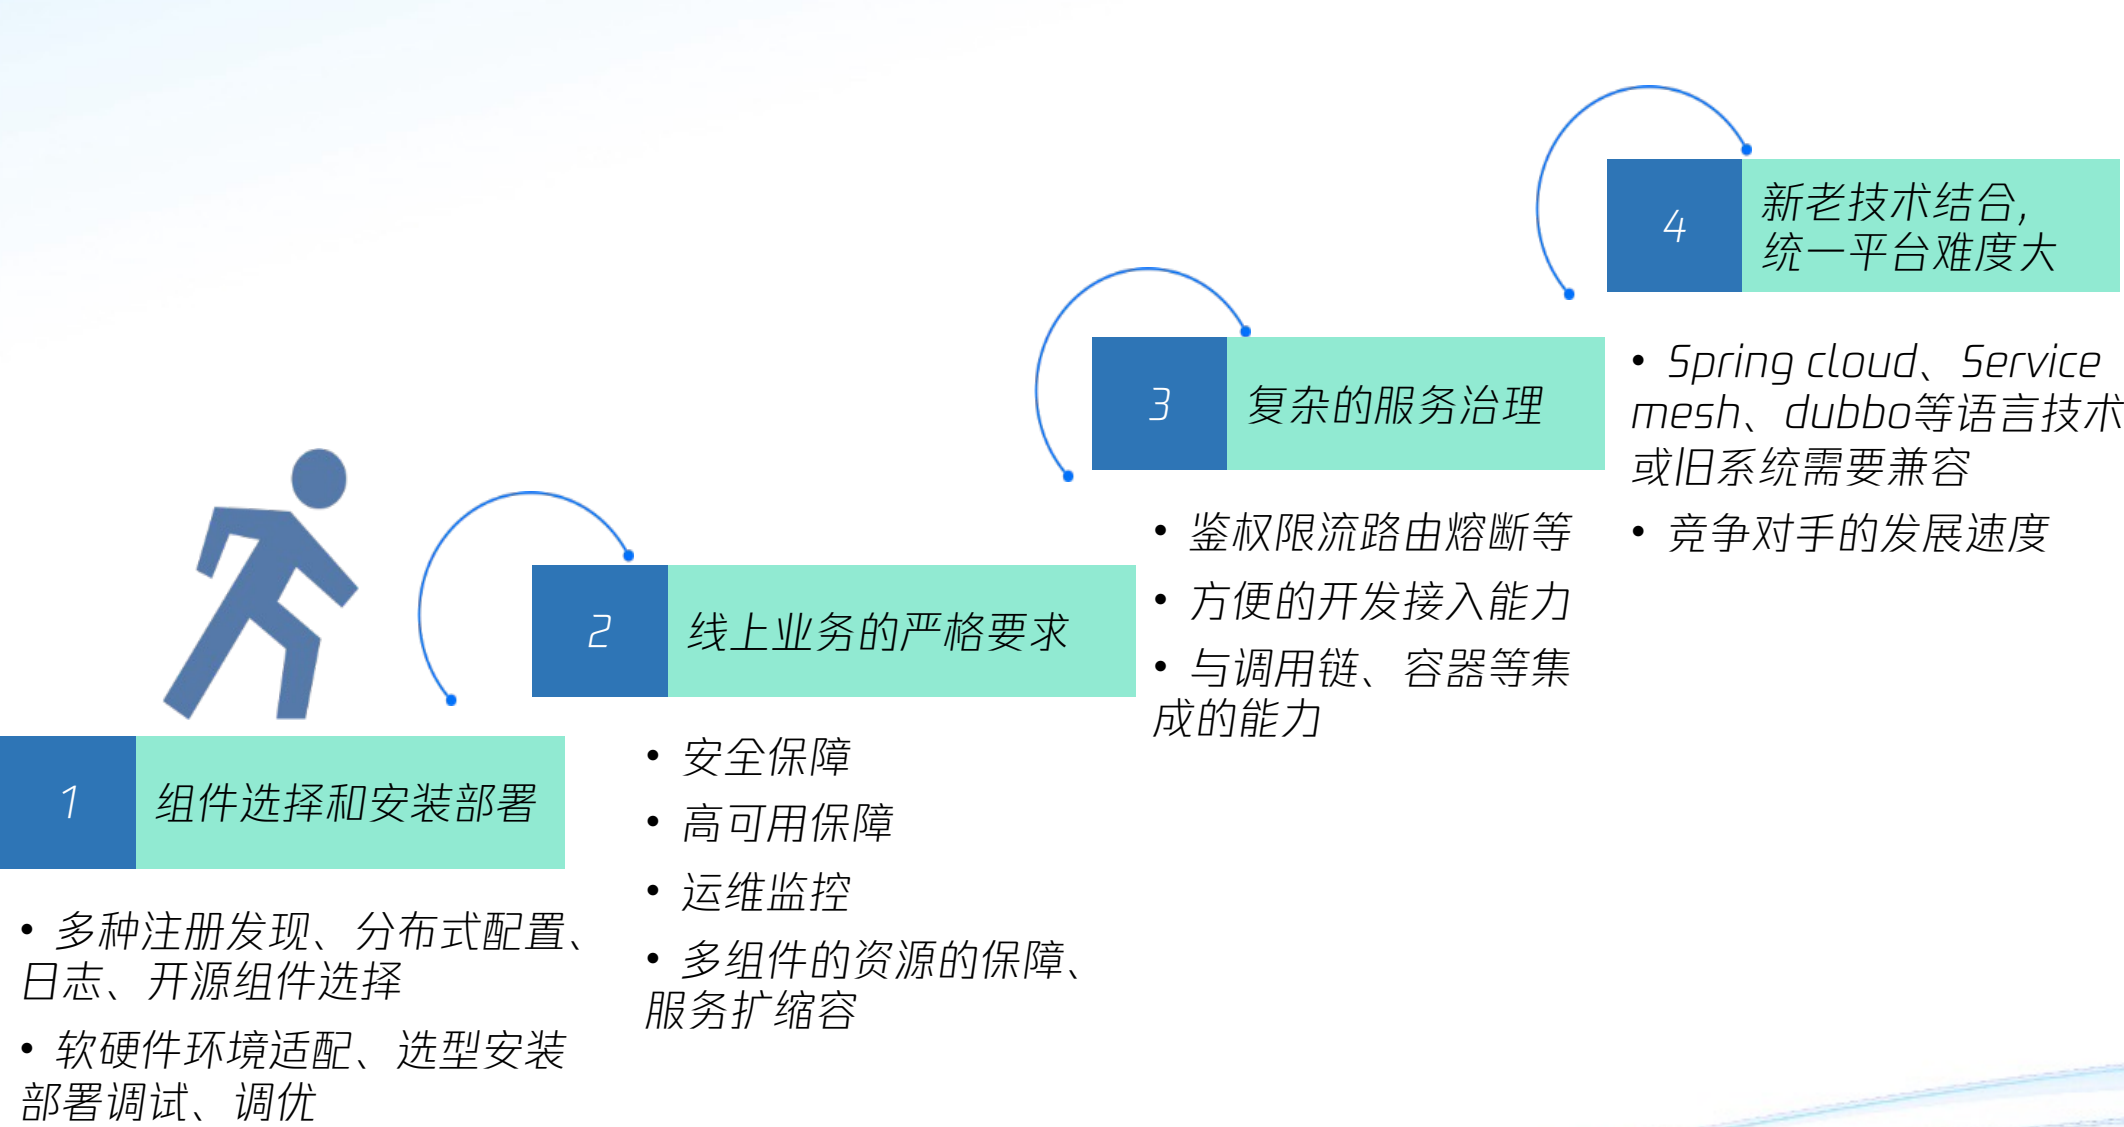 1
组件选择和安装部署
• 多种注册发现、分布式配置、
日志、开源组件选择
• 软硬件环境适配、选型安装
部署调试、调优
2
线上业务的严格要求
• 安全保障
• 高可用保障
• 运维监控
• 多组件的资源的保障、
服务扩缩容
3
复杂的服务治理
• 鉴权限流路由熔断等
• 方便的开发接入能力
• 与调用链、容器等集
成的能力
4
新老技术结合,
统一平台难度大
• Spring cloud、Service
mesh、dubbo等语言技术
或旧系统需要兼容
• 竞争对手的发展速度